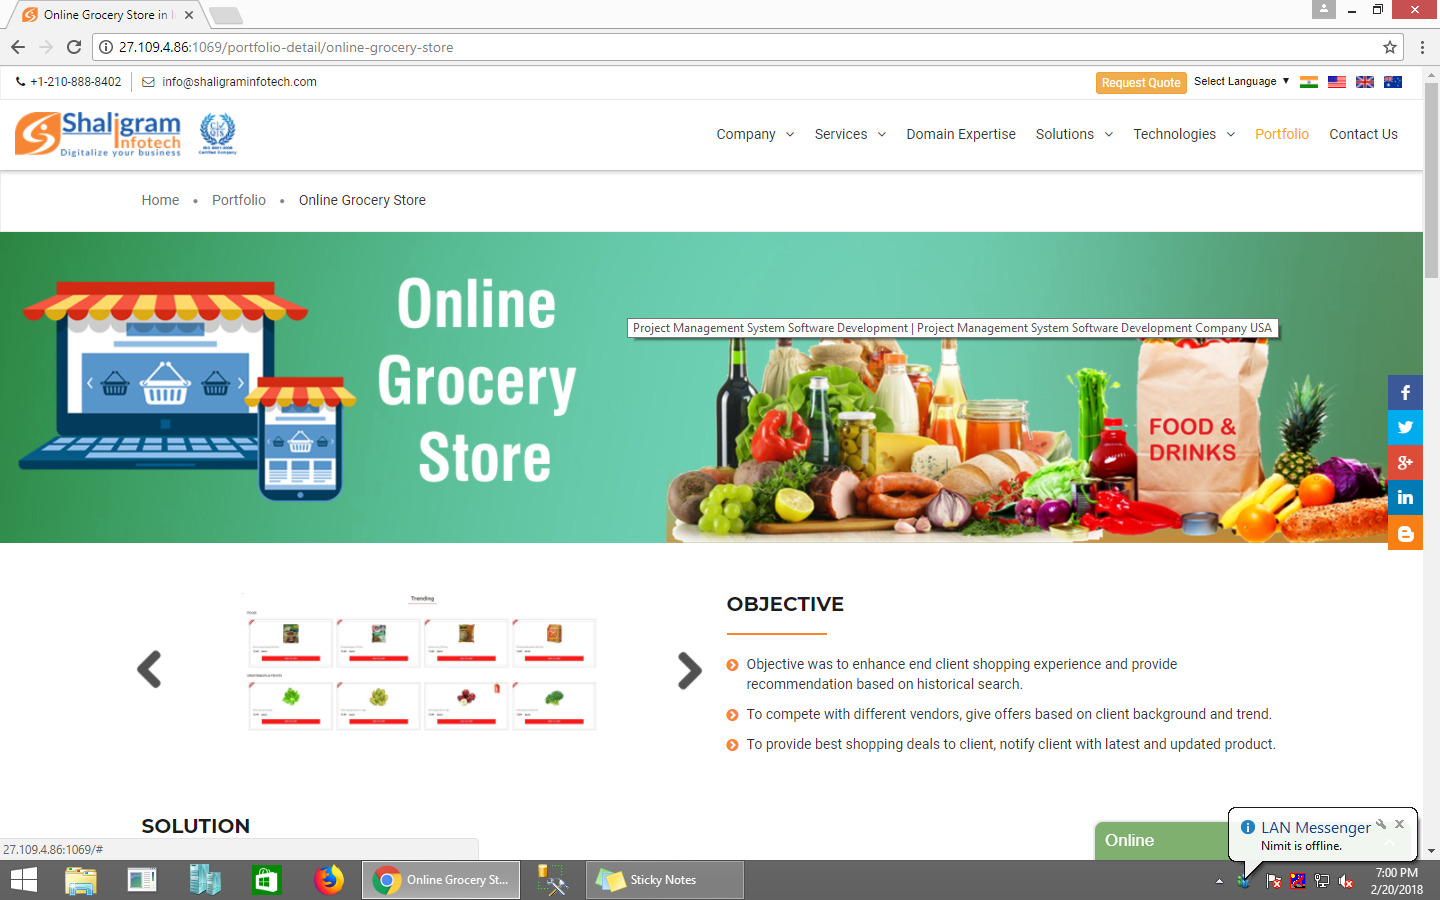 Online Grocery Store in I
27.109.4.86:1069/portfolio-detail/online-grocery-store
+1-210-888-8402
info@shaligraminfotech.com
Request Quote
Select Language
Shaligram
Infotech
Digitalize your business
Company
Services
Domain Expertise
Solutions
Technologies
Portfolio
Contact Us
Home
Portfolio
Online Grocery Store
Online
Grocery
Store
Project Management System Software Development | Project Management System Software Development Company USA
FOOD &
DRINKS
Trending
OBJECTIVE
Objective was to enhance end client shopping experience and provide
recommendation based on historical search.
To compete with different vendors, give offers based on client background and trend.
To provide best shopping deals to client, notify client with latest and updated product.
SOLUTION
27.109.4.86:1069/#
Online
LAN Messenger
Nimit is offline.
Online Grocery St...
Sticky Notes
7:00 PM
2/20/2018